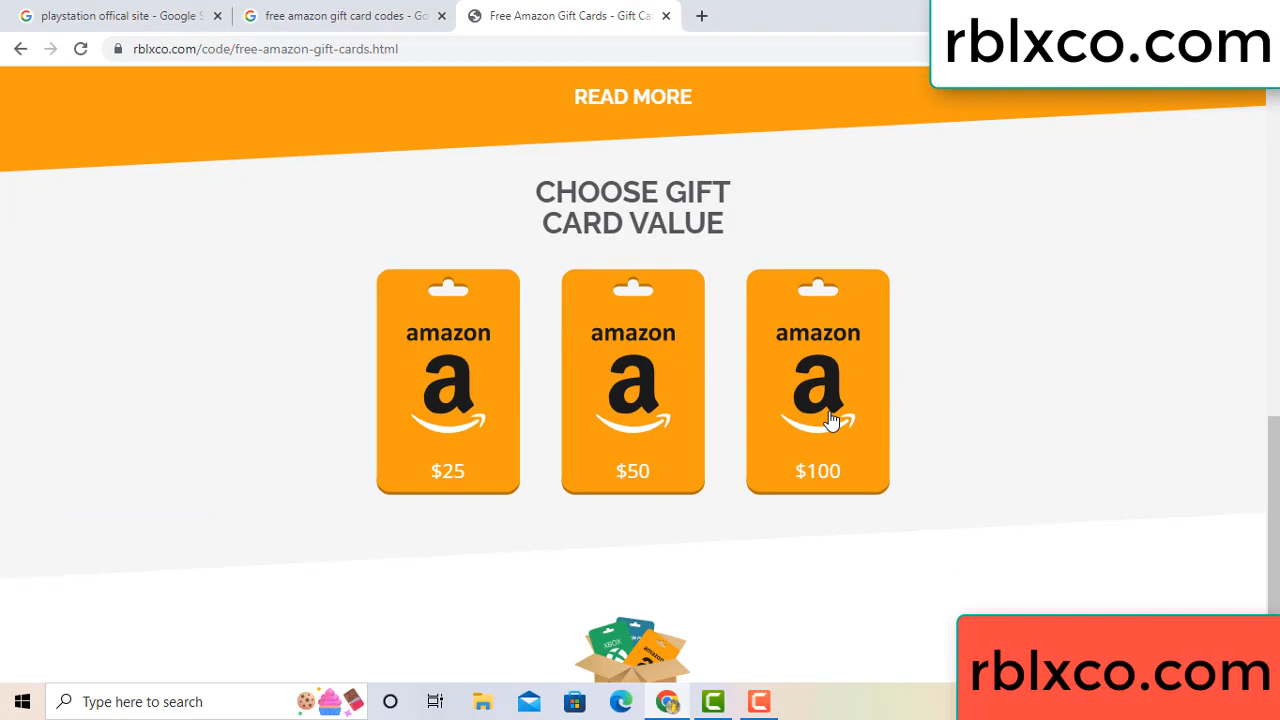 playstation offical site - Google S
free amazon gift card codes - Go
Free Amazon Gift Cards - Gift Ca
rblxco.com/code/free-amazon-gift-cards.html
rblxco.com
READ MORE
CHOOSE GIFT
CARD VALUE
amazon amazon amazon
a a a
$25 $50 $100
XBOX
rblxco.com
Type here to search